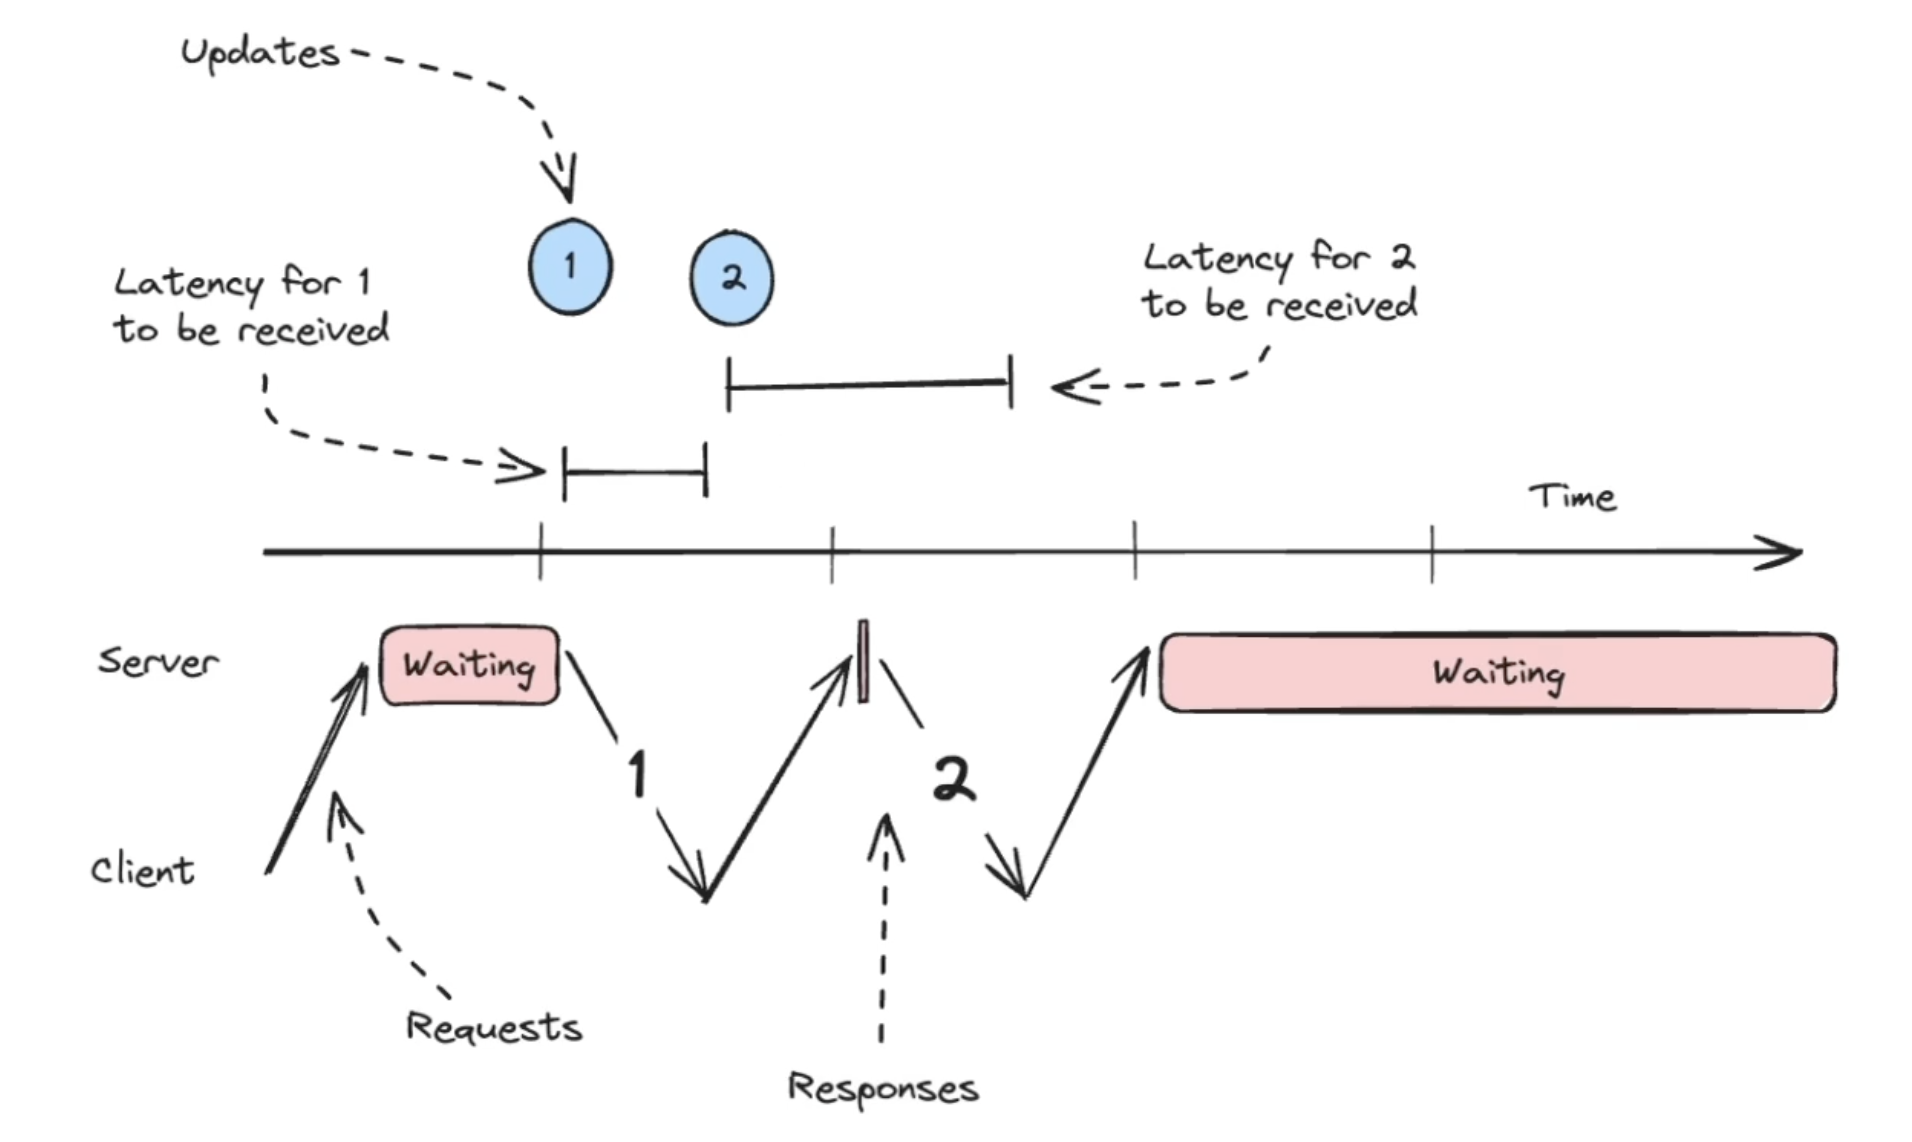 Updates
1
2
Latency for 1
to be received
Latency for 2
to be received
Time
Server
Waiting
Waiting
1
2
Client
Requests
Responses